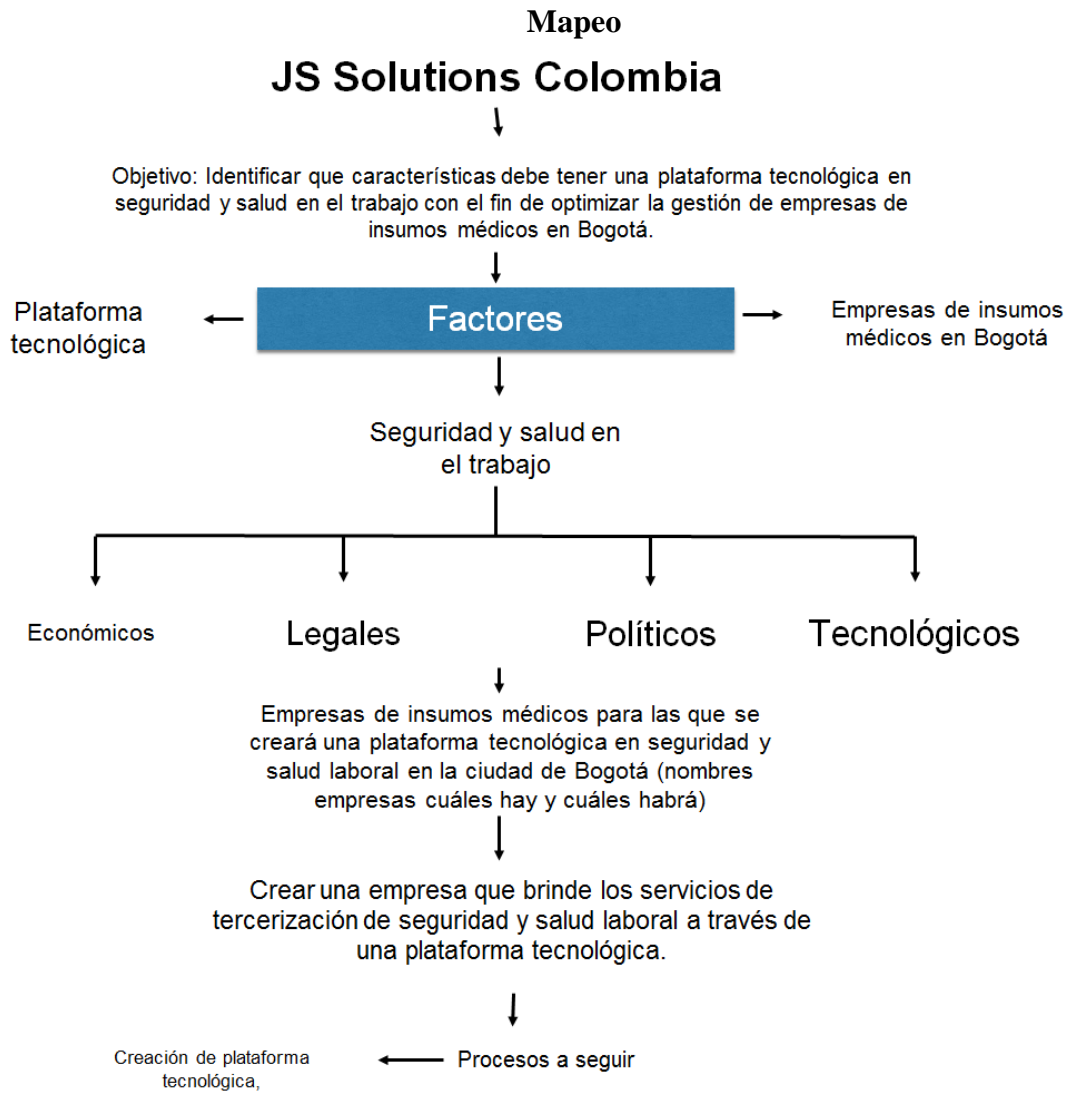 Mapeo
JS Solutions Colombia
Objetivo: Identificar que características debe tener una plataforma tecnológica en
seguridad y salud en el trabajo con el fin de optimizar la gestión de empresas de
insumos médicos en Bogotá.
Plataforma
tecnológica
Factores
Empresas de insumos
médicos en Bogotá
Seguridad y salud en
el trabajo
Económicos
Legales
Políticos
Tecnológicos
Empresas de insumos médicos para las que se
creará una plataforma tecnológica en seguridad y
salud laboral en la ciudad de Bogotá (nombres
empresas cuáles hay y cuáles habrá)
Crear una empresa que brinde los servicios de
tercerización de seguridad y salud laboral a través de
una plataforma tecnológica.
Creación de plataforma
tecnológica,
Procesos a seguir